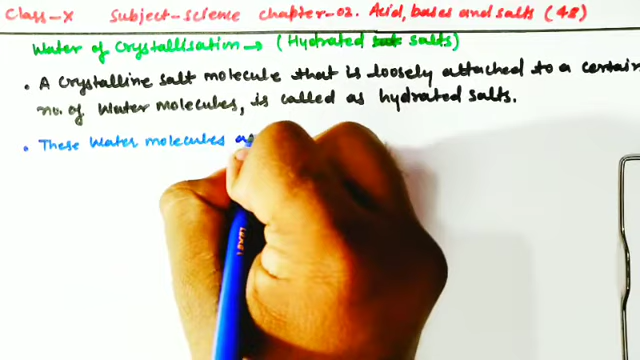 Class-X Subject-science chapter-02. Acid, bases and salts (48)
Water of Crystallisation → (Hydrated salts)
• A crystalline salt molecule that is loosely attached to a certain
no. of water molecules, is called as hydrated salts.
• These water molecules